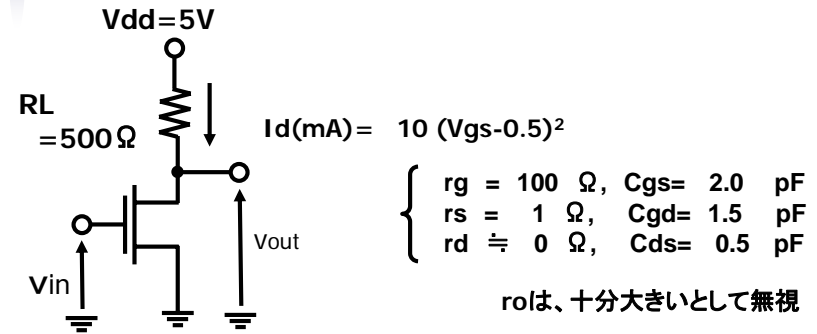 Vdd=5V
RL
=500Ω
Id(mA)= 10 (Vgs-0.5)²
rg = 100 Ω, Cgs= 2.0 pF
rs = 1 Ω, Cgd= 1.5 pF
rd ≒ 0 Ω, Cds= 0.5 pF
Vin
Vout
roは、十分大きいとして無視